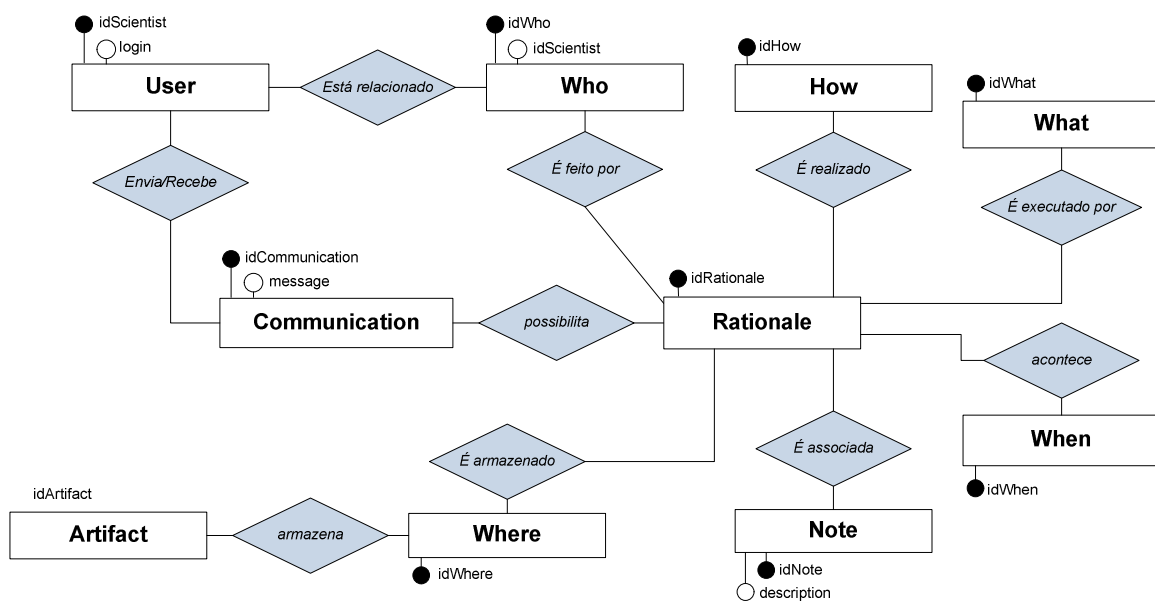 idScientist
login
User
Está relacionado
idWho
idScientist
Who
idHow
How
idWhat
What
Envia/Recebe
É feito por
É realizado
É executado por
idCommunication
message
Communication
possibilita
idRationale
Rationale
acontece
When
idWhen
É armazenado
É associada
idArtifact
Artifact
armazena
Where
idWhere
Note
idNote
description